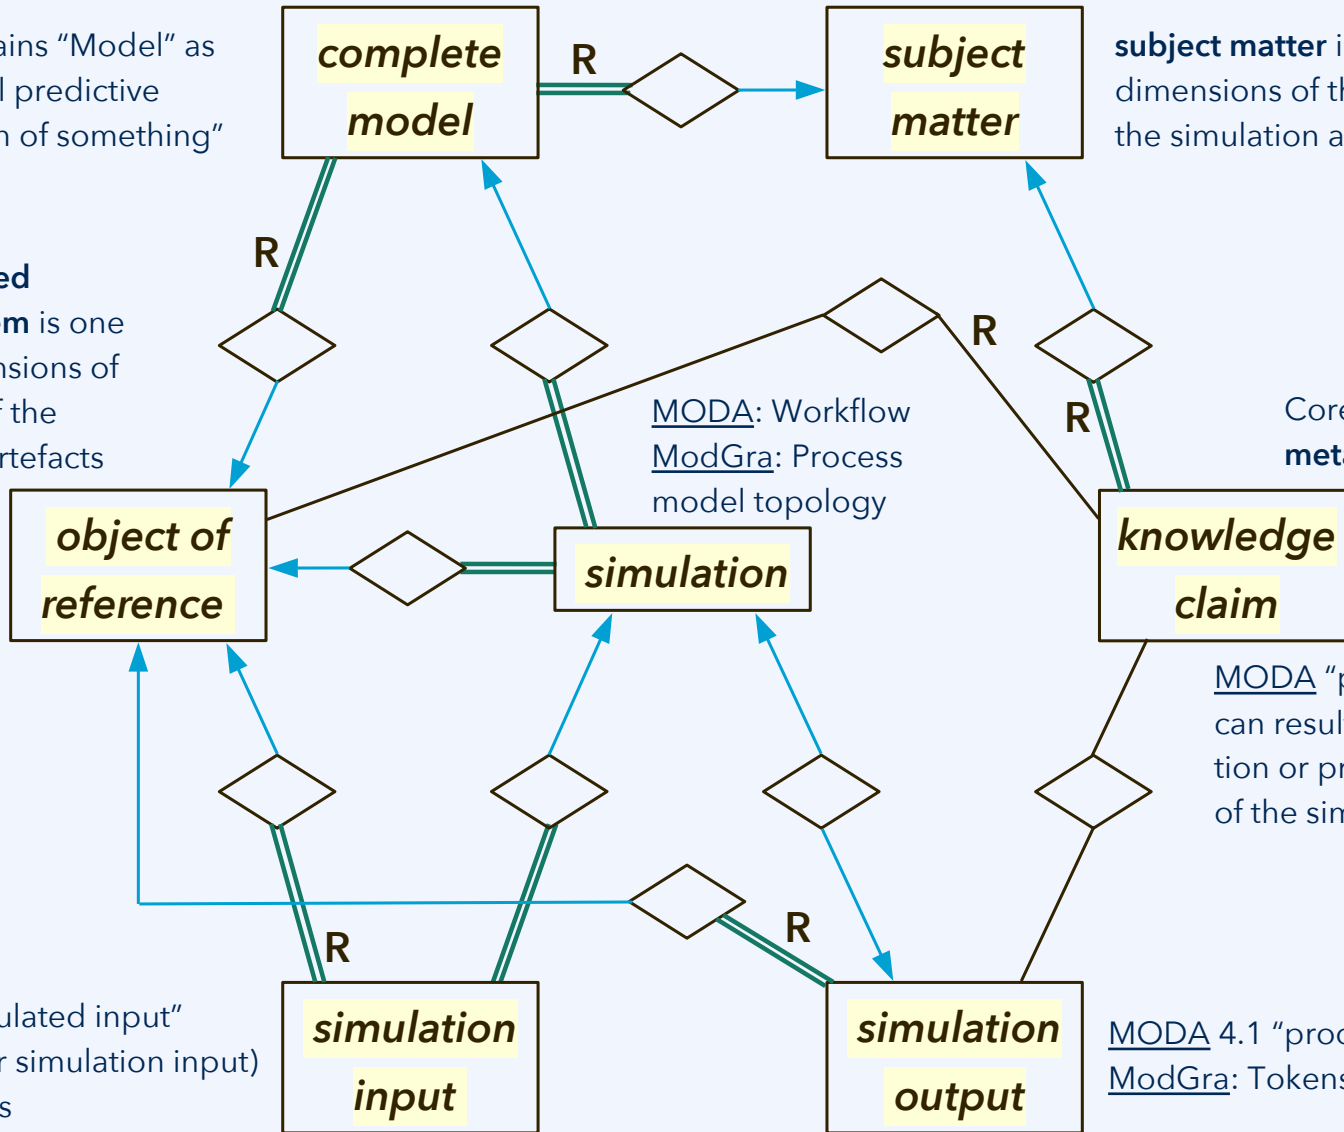 ains “Model” as
l predictive
n of something”
complete
model
R
subject
matter
subject matter i
dimensions of th
the simulation a
R
ed
em is one
nsions of
f the
rtefacts
R
R
MODA: Workflow
ModGra: Process
model topology
Core
meta
object of
reference
simulation
knowledge
claim
MODA “p
can resul
tion or pr
of the sim
R
R
ulated input”
r simulation input)
s
simulation
input
simulation
output
MODA 4.1 “proc
ModGra: Tokens